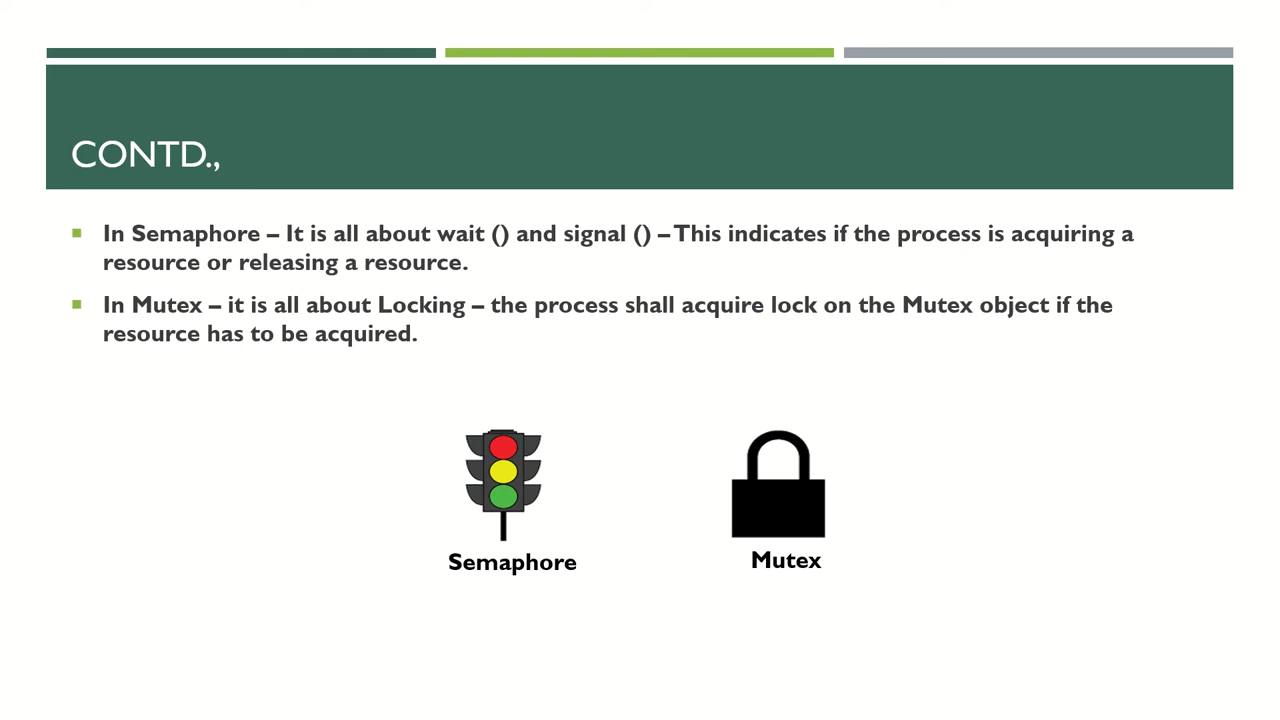 CONTD.,
In Semaphore – It is all about wait () and signal () – This indicates if the process is acquiring a
resource or releasing a resource.
In Mutex – it is all about Locking – the process shall acquire lock on the Mutex object if the
resource has to be acquired.
Semaphore
Mutex